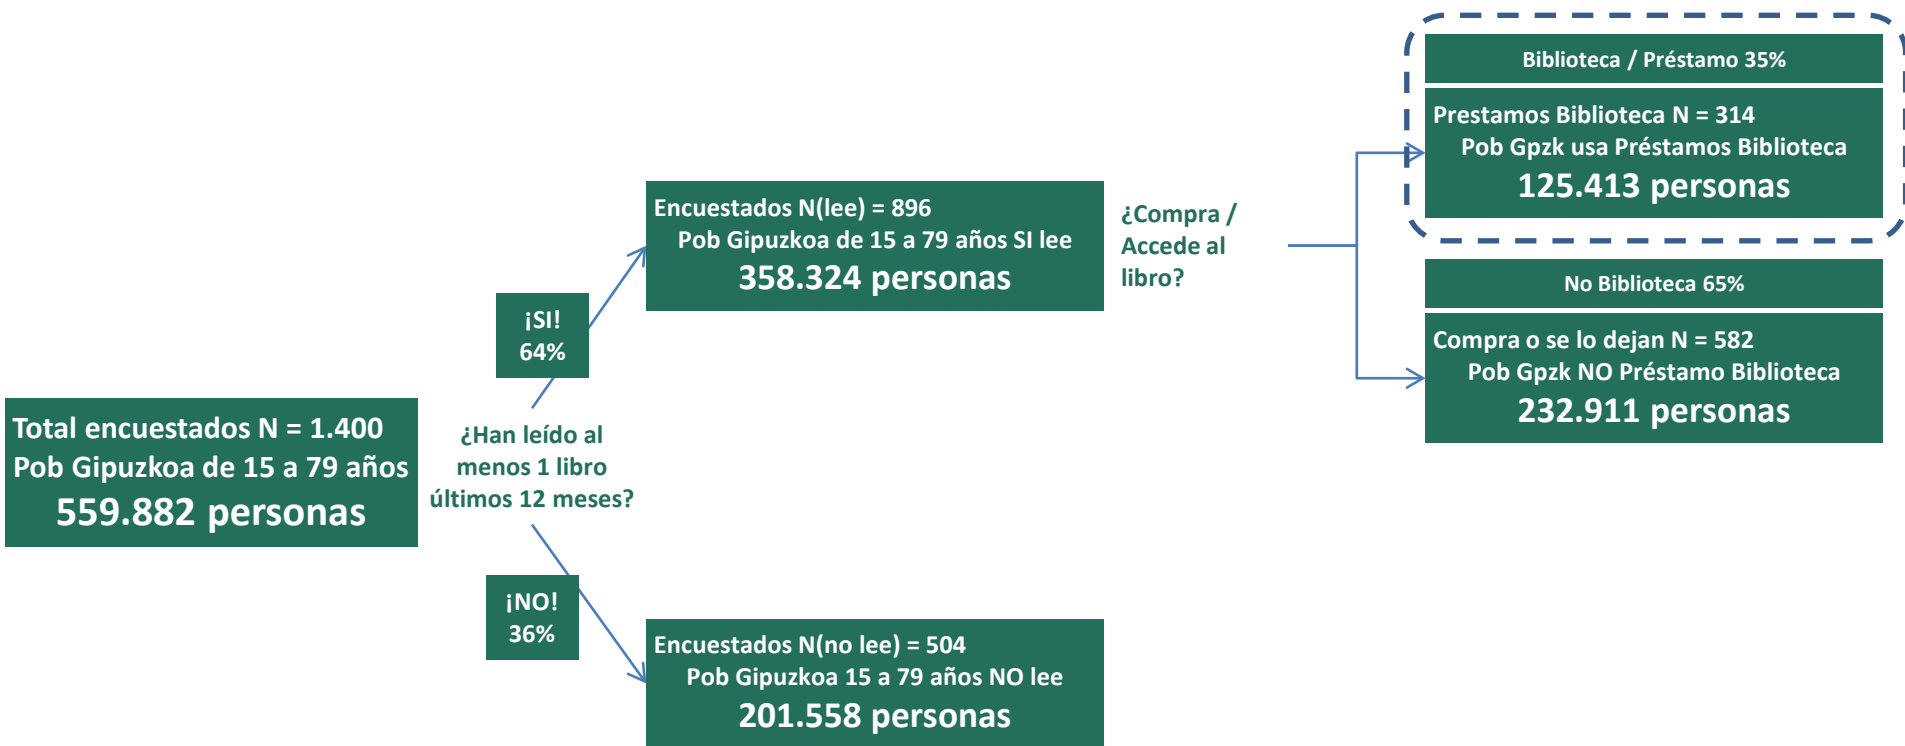 Total encuestados N = 1.400
Pob Gipuzkoa de 15 a 79 años
559.882 personas
¿Han leído al
menos 1 libro
últimos 12 meses?
¡SI!
64%
¡NO!
36%
Encuestados N(lee) = 896
Pob Gipuzkoa de 15 a 79 años SI lee
358.324 personas
Encuestados N(no lee) = 504
Pob Gipuzkoa 15 a 79 años NO lee
201.558 personas
¿Compra /
Accede al
libro?
Biblioteca / Préstamo 35%
Prestamos Biblioteca N = 314
Pob Gpzk usa Préstamos Biblioteca
125.413 personas
No Biblioteca 65%
Compra o se lo dejan N = 582
Pob Gpzk NO Préstamo Biblioteca
232.911 personas